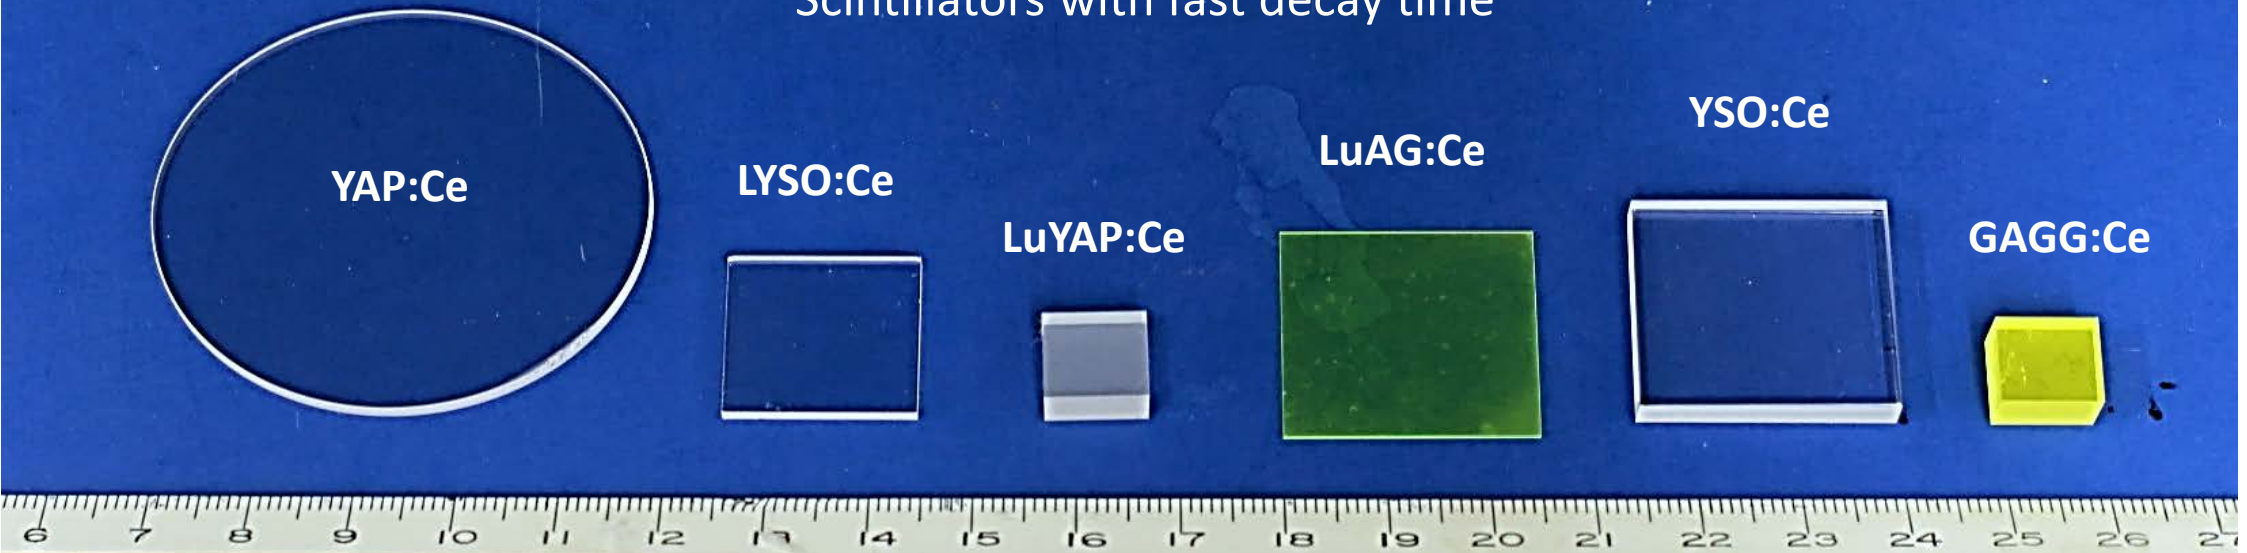 Scintillators with fast decay time
YAP:Ce
LYSO:Ce
LuYAP:Ce
LuAG:Ce
YSO:Ce
GAGG:Ce
6 7 8 9 10 11 12 13 14 15 16 17 18 19 20 21 22 23 24 25 26 27